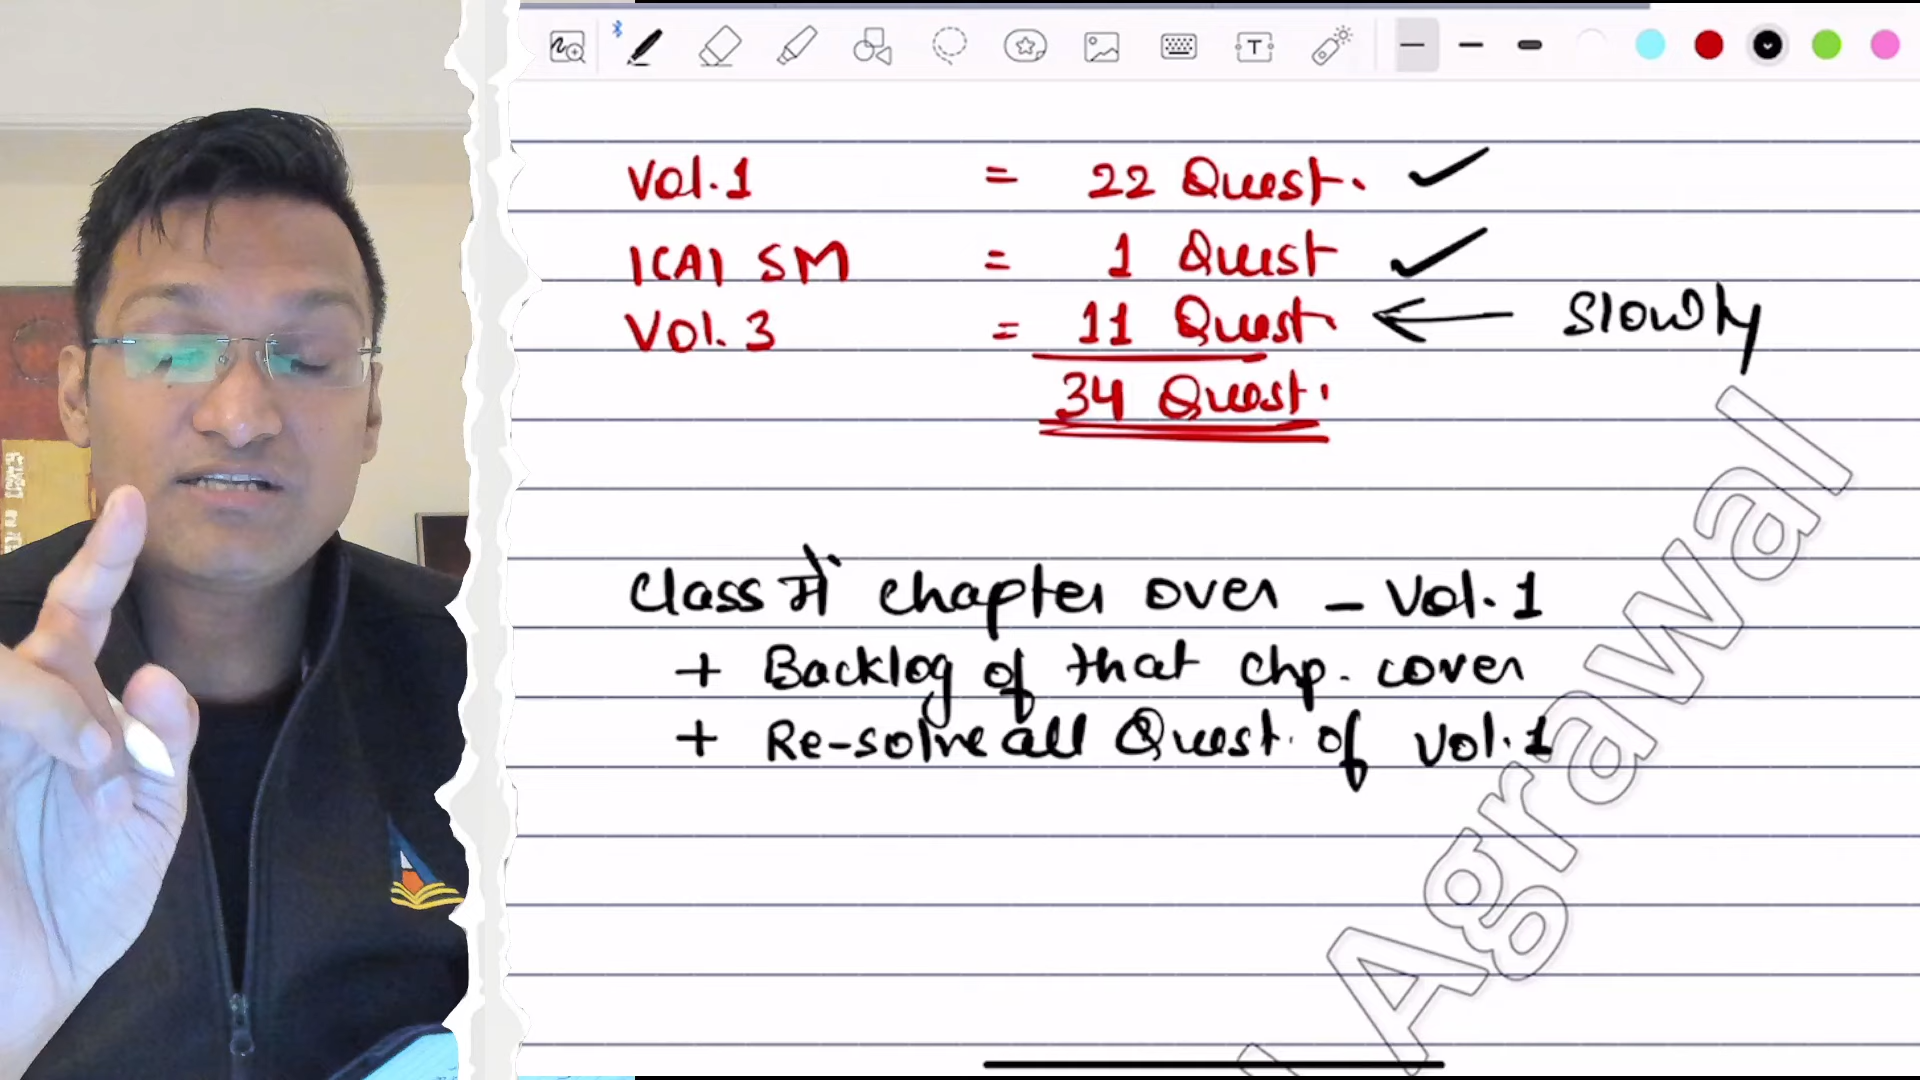 Vol.1 = 22 Quest. ✓
ICAI SM = 1 Quest ✓
Vol. 3 = 11 Quest. ← Slowly
34 Quest.
Class में chapter over – Vol. 1
+ Backlog of that chp. cover
+ Re-solve all Quest. of Vol. 1
Agrawal
T